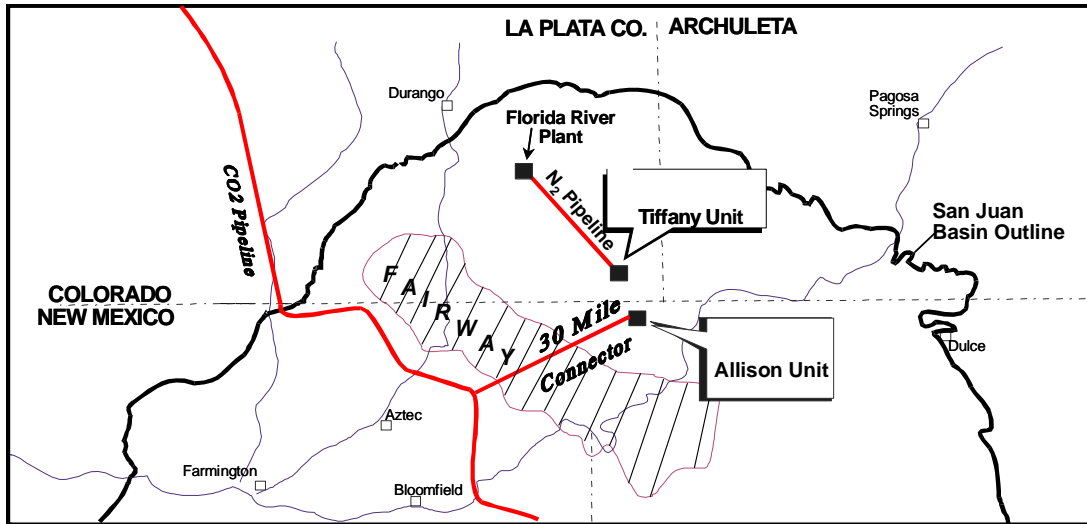 LA PLATA CO.
ARCHULETA
Durango
Pagosa
Springs
Florida River
Plant
CO2 Pipeline
N2 Pipeline
Tiffany Unit
San Juan
Basin Outline
COLORADO
NEW MEXICO
FAIRWAY
30 Mile
Connector
Allison Unit
Dulce
Aztec
Farmington
Bloomfield